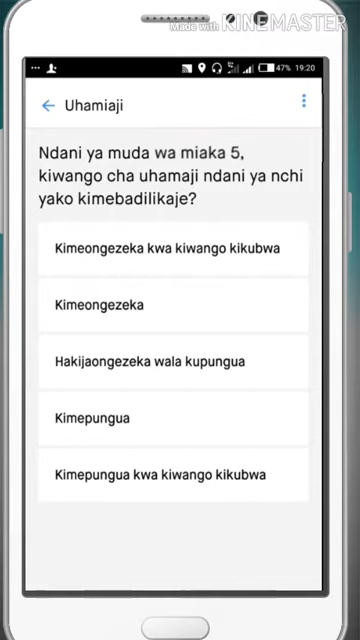 Made with KINEMASTER
47% 19:20
Uhamiaji
Ndani ya muda wa miaka 5,
kiwango cha uhamaji ndani ya nchi
yako kimebadilikaje?
Kimeongezeka kwa kiwango kikubwa
Kimeongezeka
Hakijaongezeka wala kupungua
Kimepungua
Kimepungua kwa kiwango kikubwa